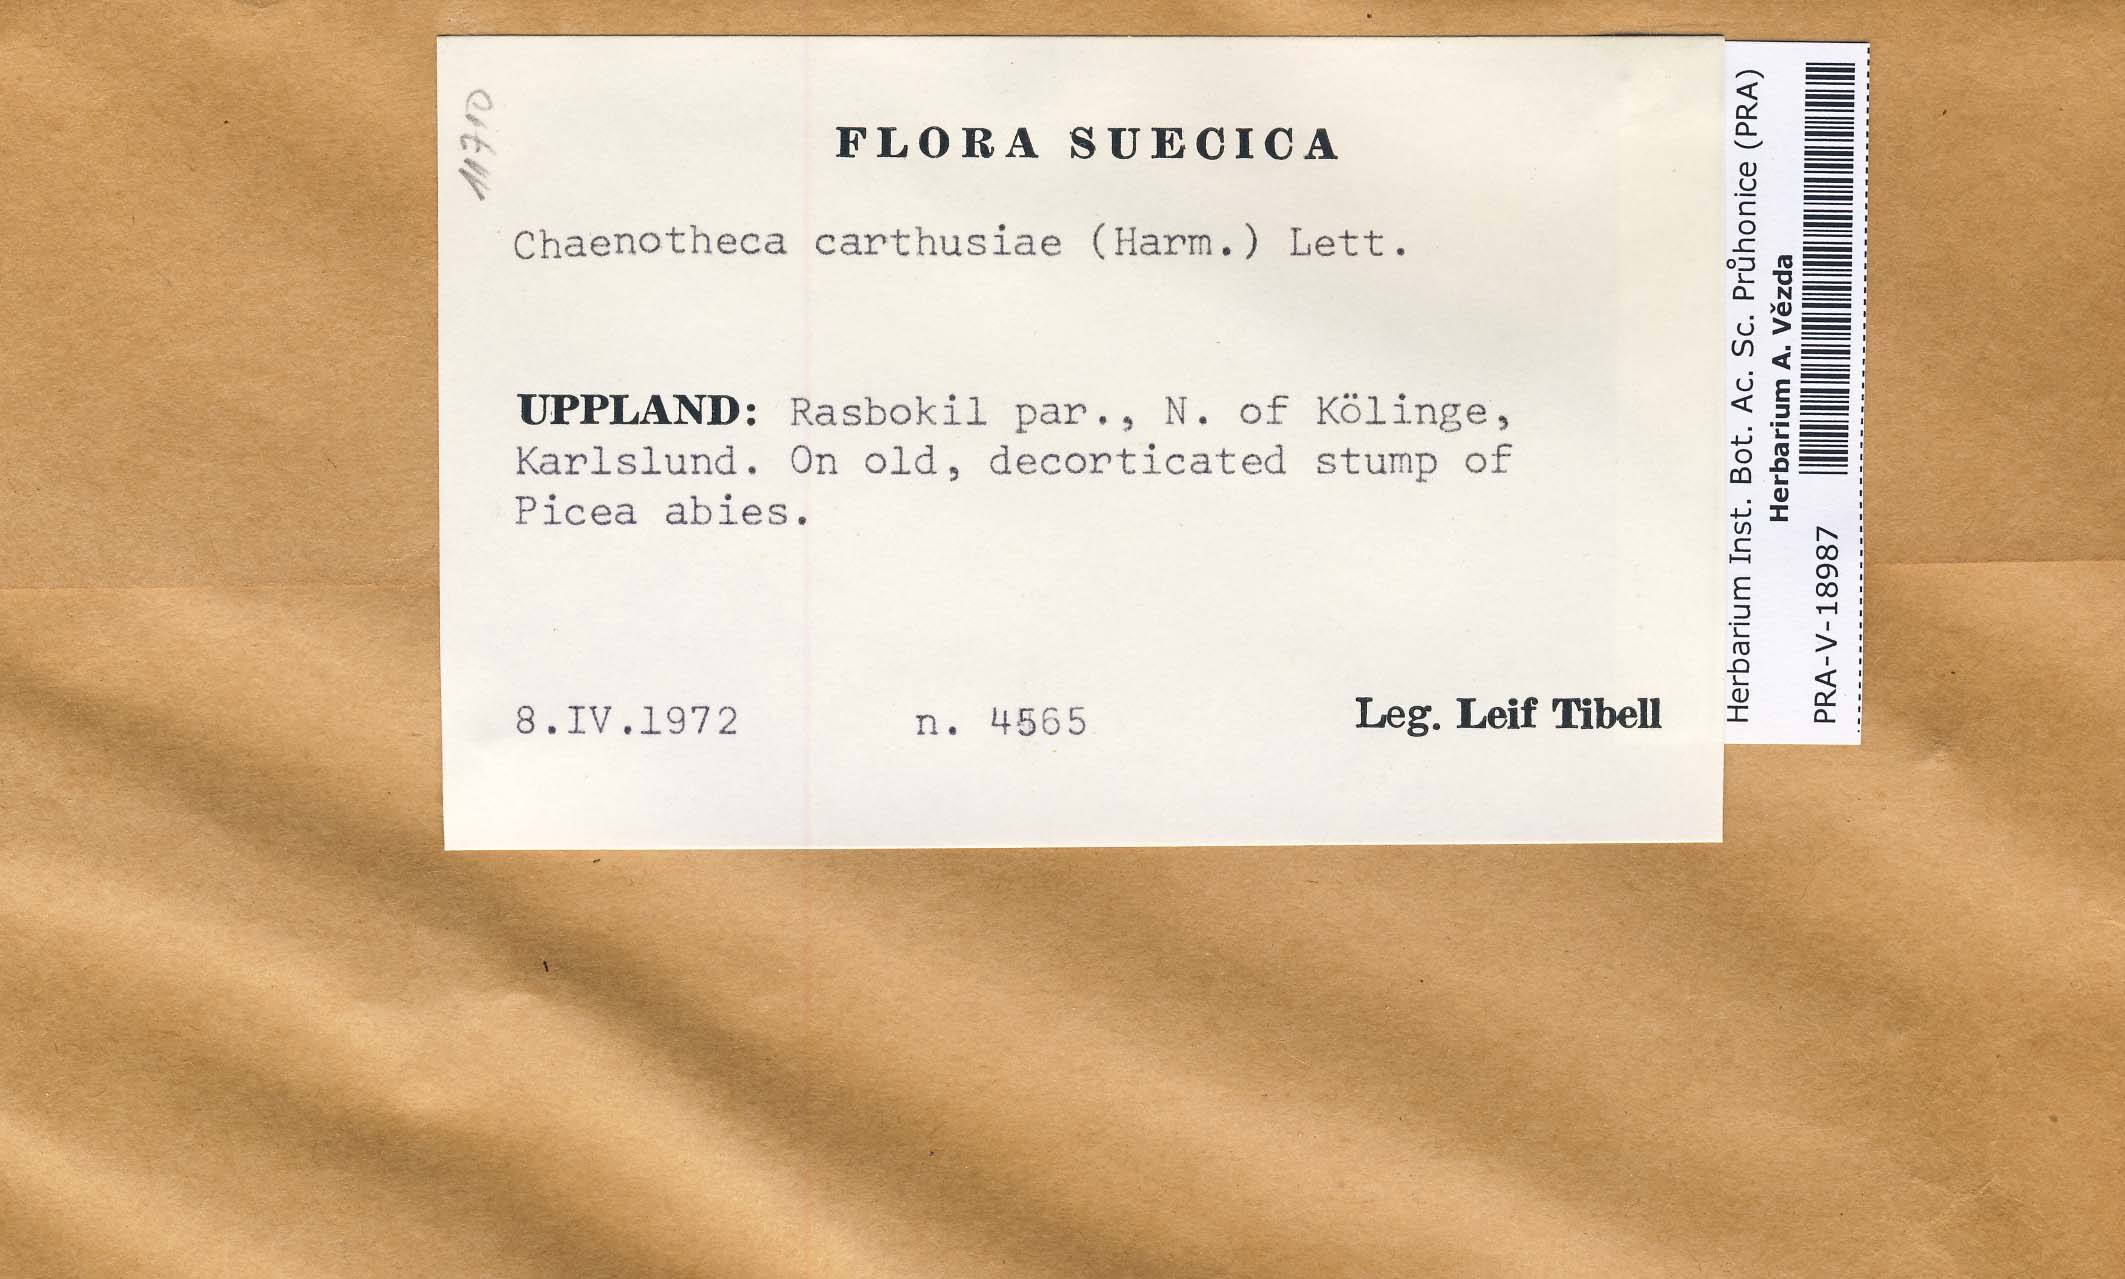 11710
FLORA SUECICA
Chaenotheca carthusiae (Harm.) Lett.
UPPLAND: Rasbokil par., N. of Kölinge,
Karlslund. On old, decorticated stump of
Picea abies.
8.IV.1972 n. 4565 Leg. Leif Tibell
Herbarium Inst. Bot. Ac. Sc. Průhonice (PRA)
Herbarium A. Vězda
PRA-V-18987